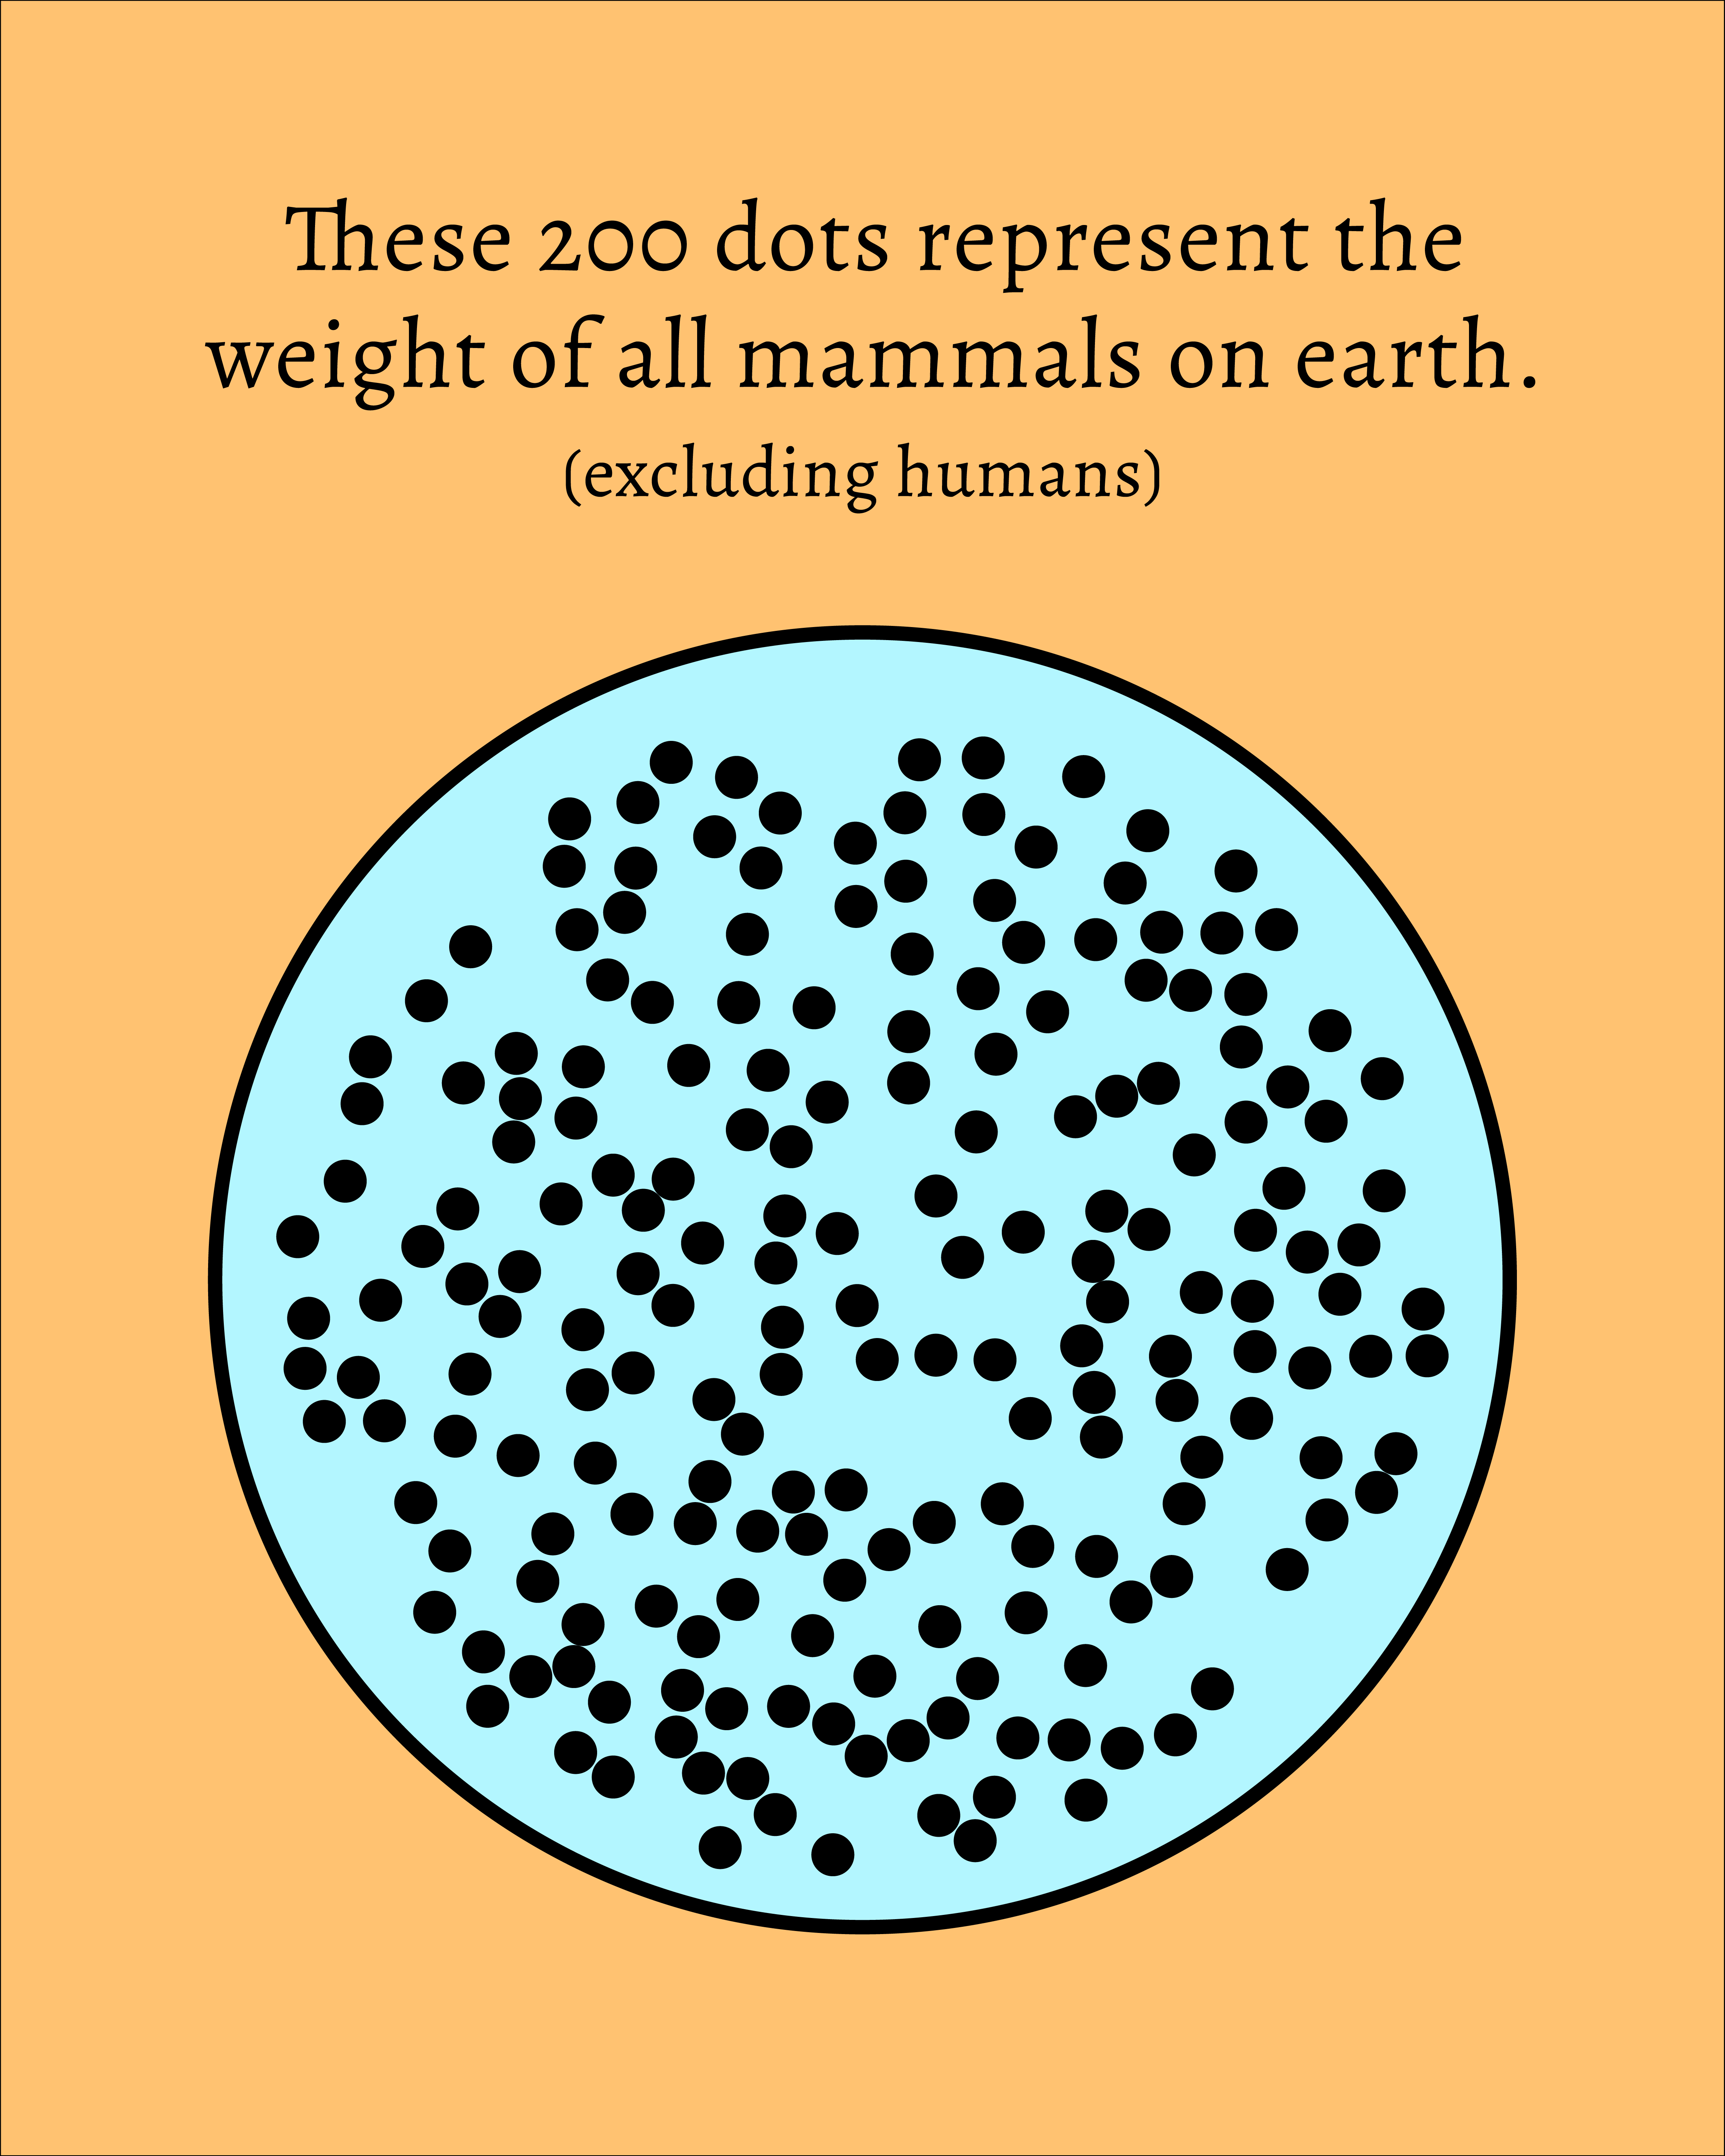 These 200 dots represent the
weight of all mammals on earth.
(excluding humans)